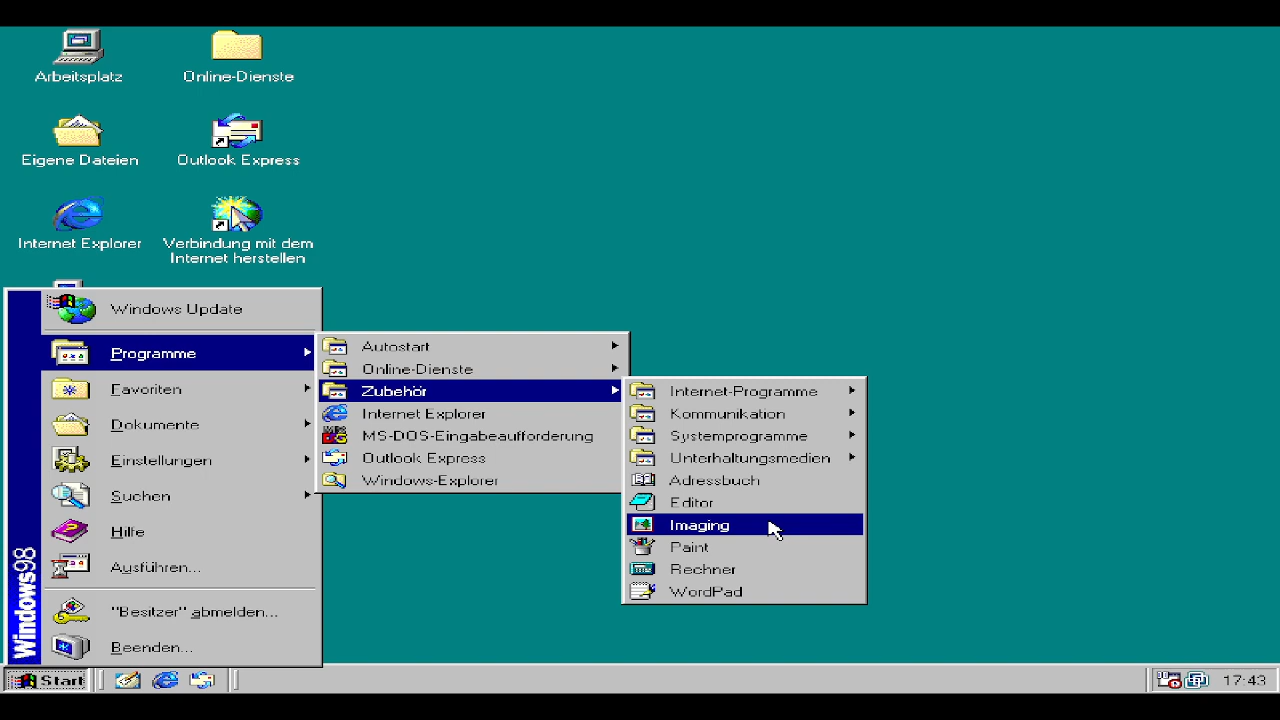 Arbeitsplatz
Online-Dienste
Eigene Dateien
Outlook Express
Internet Explorer
Verbindung mit dem
Internet herstellen
Windows Update
Programme
Favoriten
Dokumente
Einstellungen
Suchen
Hilfe
Ausführen...
"Besitzer" abmelden...
Beenden...
Windows98
Autostart
Online-Dienste
Zubehör
Internet Explorer
MS-DOS-Eingabeaufforderung
Outlook Express
Windows-Explorer
Internet-Programme
Kommunikation
Systemprogramme
Unterhaltungsmedien
Adressbuch
Editor
Imaging
Paint
Rechner
WordPad
Start
17:43